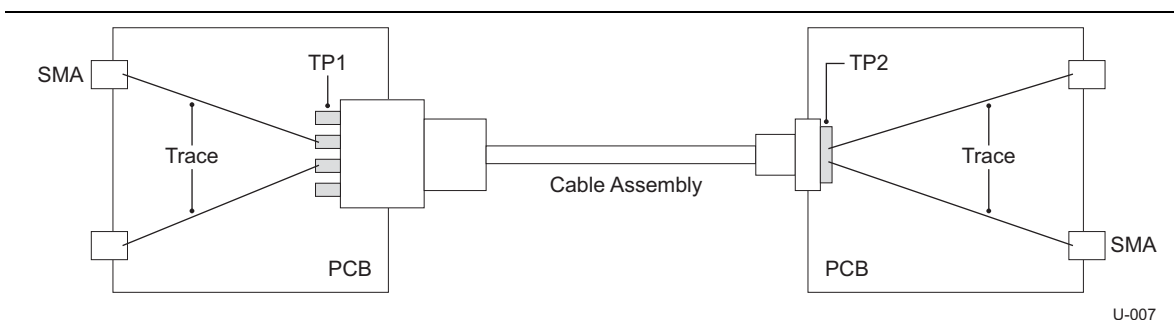 SMA
TP1
TP2
Trace
Trace
Cable Assembly
SMA
PCB
PCB
U-007